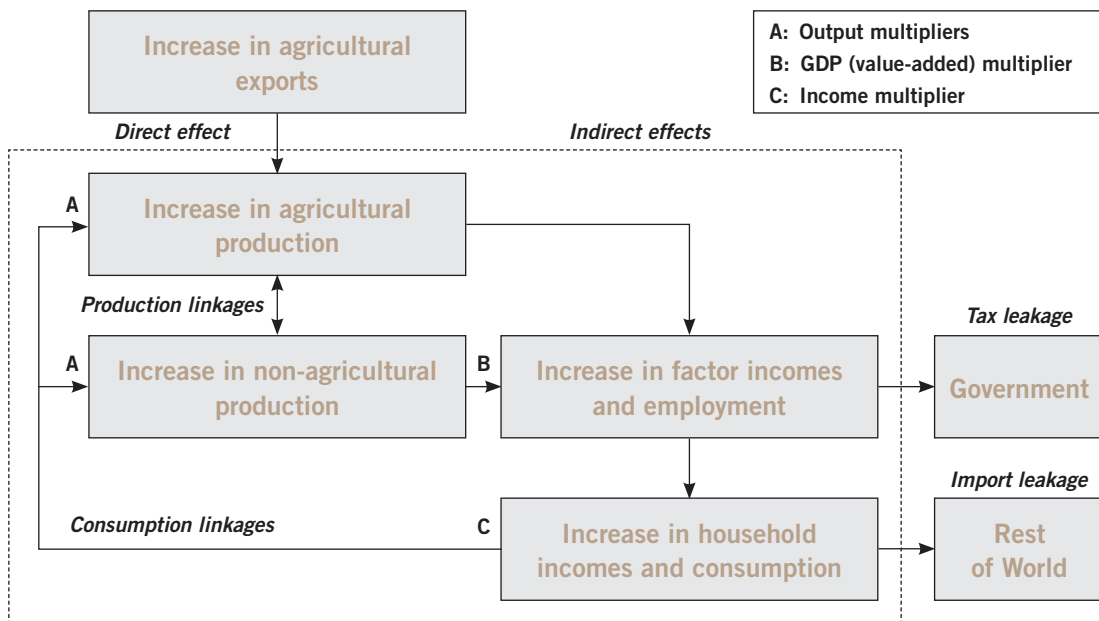 Increase in agricultural
exports
A: Output multipliers
B: GDP (value-added) multiplier
C: Income multiplier
Direct effect
Indirect effects
A
Increase in agricultural
production
Production linkages
Tax leakage
A
Increase in non-agricultural
production
B
Increase in factor incomes
and employment
Government
Import leakage
Consumption linkages
C
Increase in household
incomes and consumption
Rest
of World